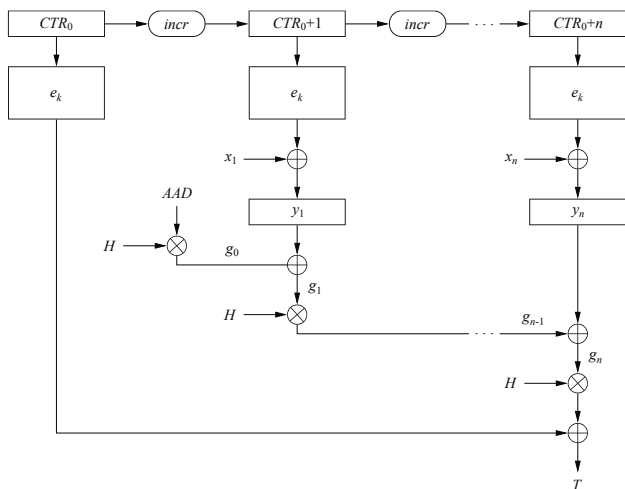 CTR₀ incr CTR₀+1 incr · · · CTR₀+n
eₖ eₖ eₖ
x₁ xₙ
AAD y₁ yₙ
H g₀
g₁
H · · · gₙ₋₁
gₙ
H
T